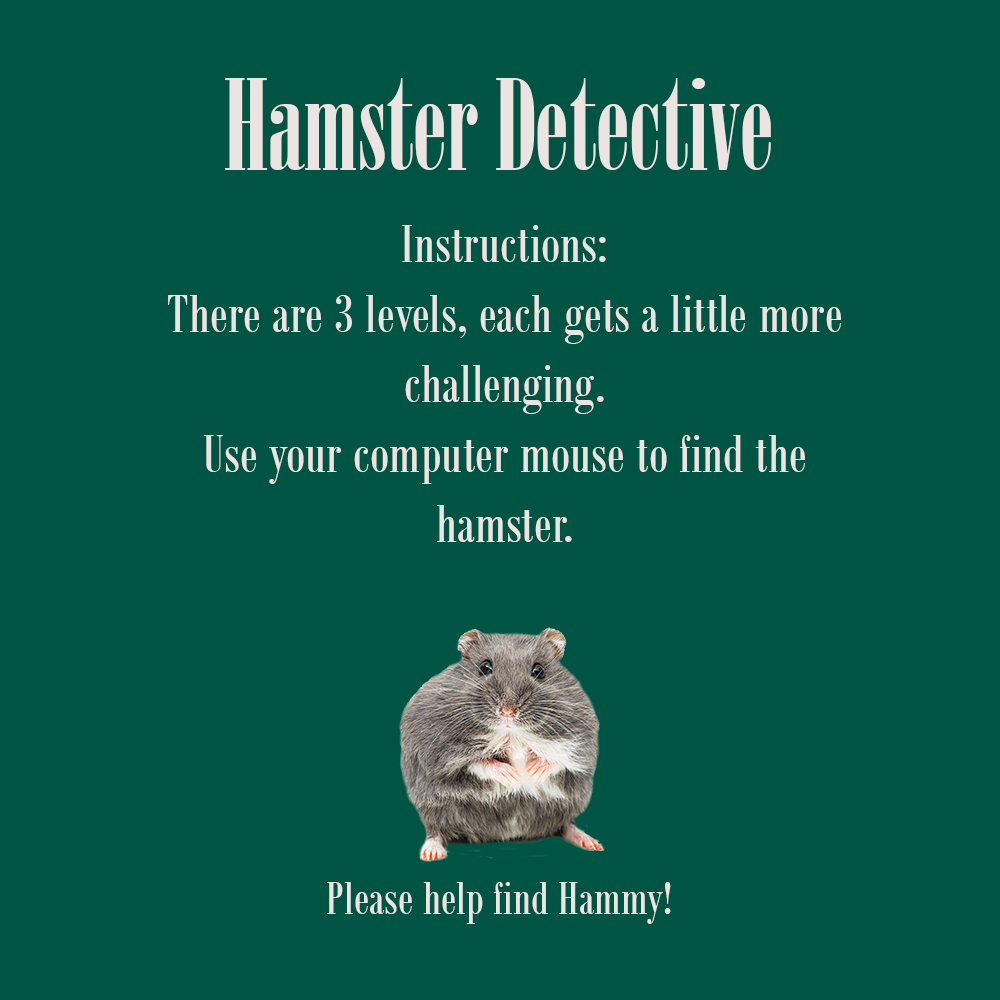 Hamster Detective
Instructions:
There are 3 levels, each gets a little more
challenging.
Use your computer mouse to find the
hamster.
Please help find Hammy!